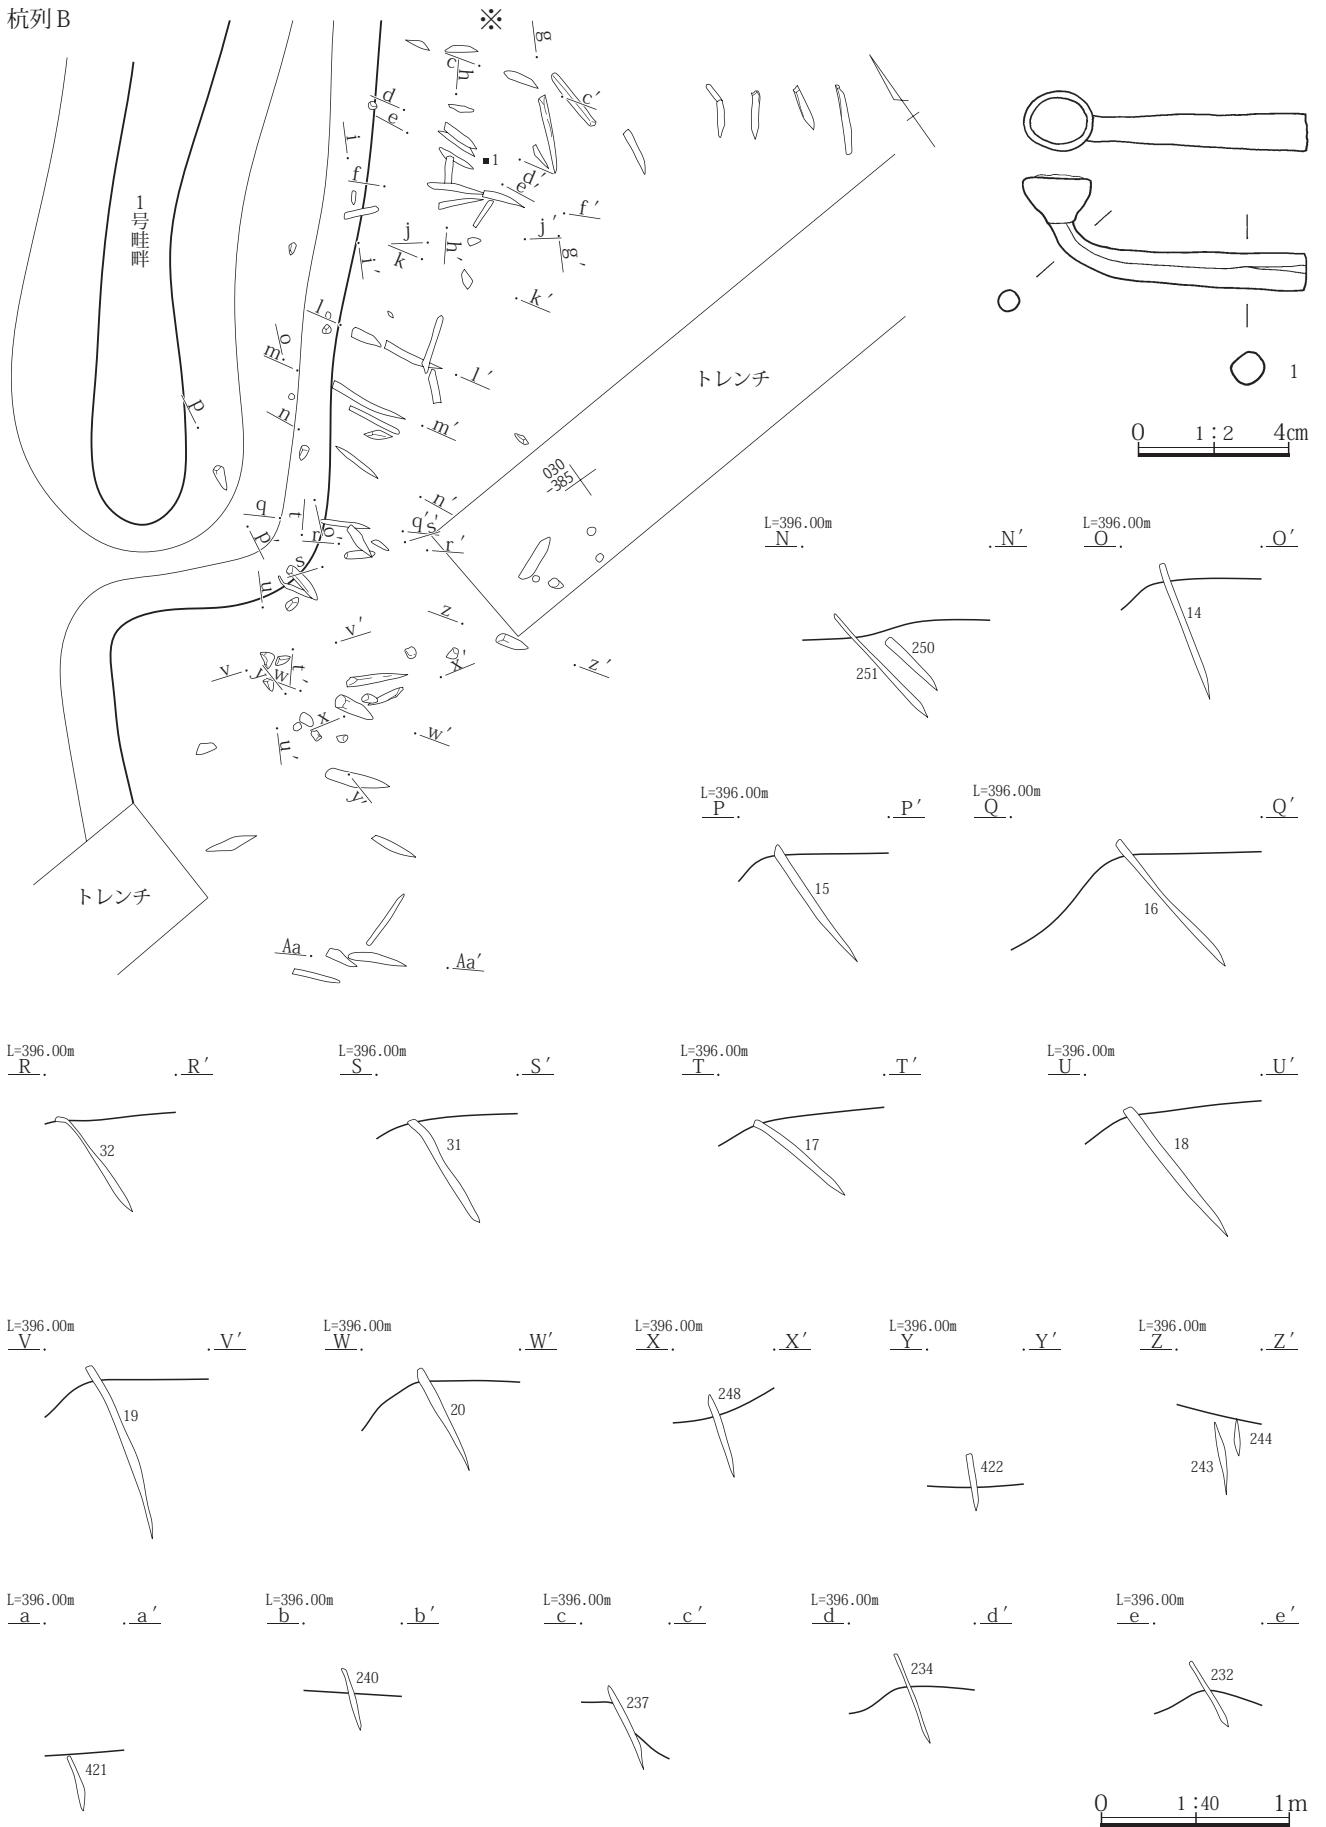 杭列B
※
g
c
h
d
e
c′
i
1
f
d′
e′
f′
1号畦畔
j
j′
h′
g′
k
i′
k′
l
o
m
l′
トレンチ
p
n
m′
030
-385
n′
q
t
q′
s′
p′
r
o′
r′
s
u
z
v′
v
y
w
t′
x′
z′
x
w′
u′
y′
トレンチ
Aa
Aa′
1
0 1:2 4cm
L=396.00m
N N′
250
251
L=396.00m
O O′
14
L=396.00m
P P′
15
L=396.00m
Q Q′
16
L=396.00m
R R′
32
L=396.00m
S S′
31
L=396.00m
T T′
17
L=396.00m
U U′
18
L=396.00m
V V′
19
L=396.00m
W W′
20
L=396.00m
X X′
248
L=396.00m
Y Y′
422
L=396.00m
Z Z′
244
243
L=396.00m
a a′
421
L=396.00m
b b′
240
L=396.00m
c c′
237
L=396.00m
d d′
234
L=396.00m
e e′
232
0 1:40 1m